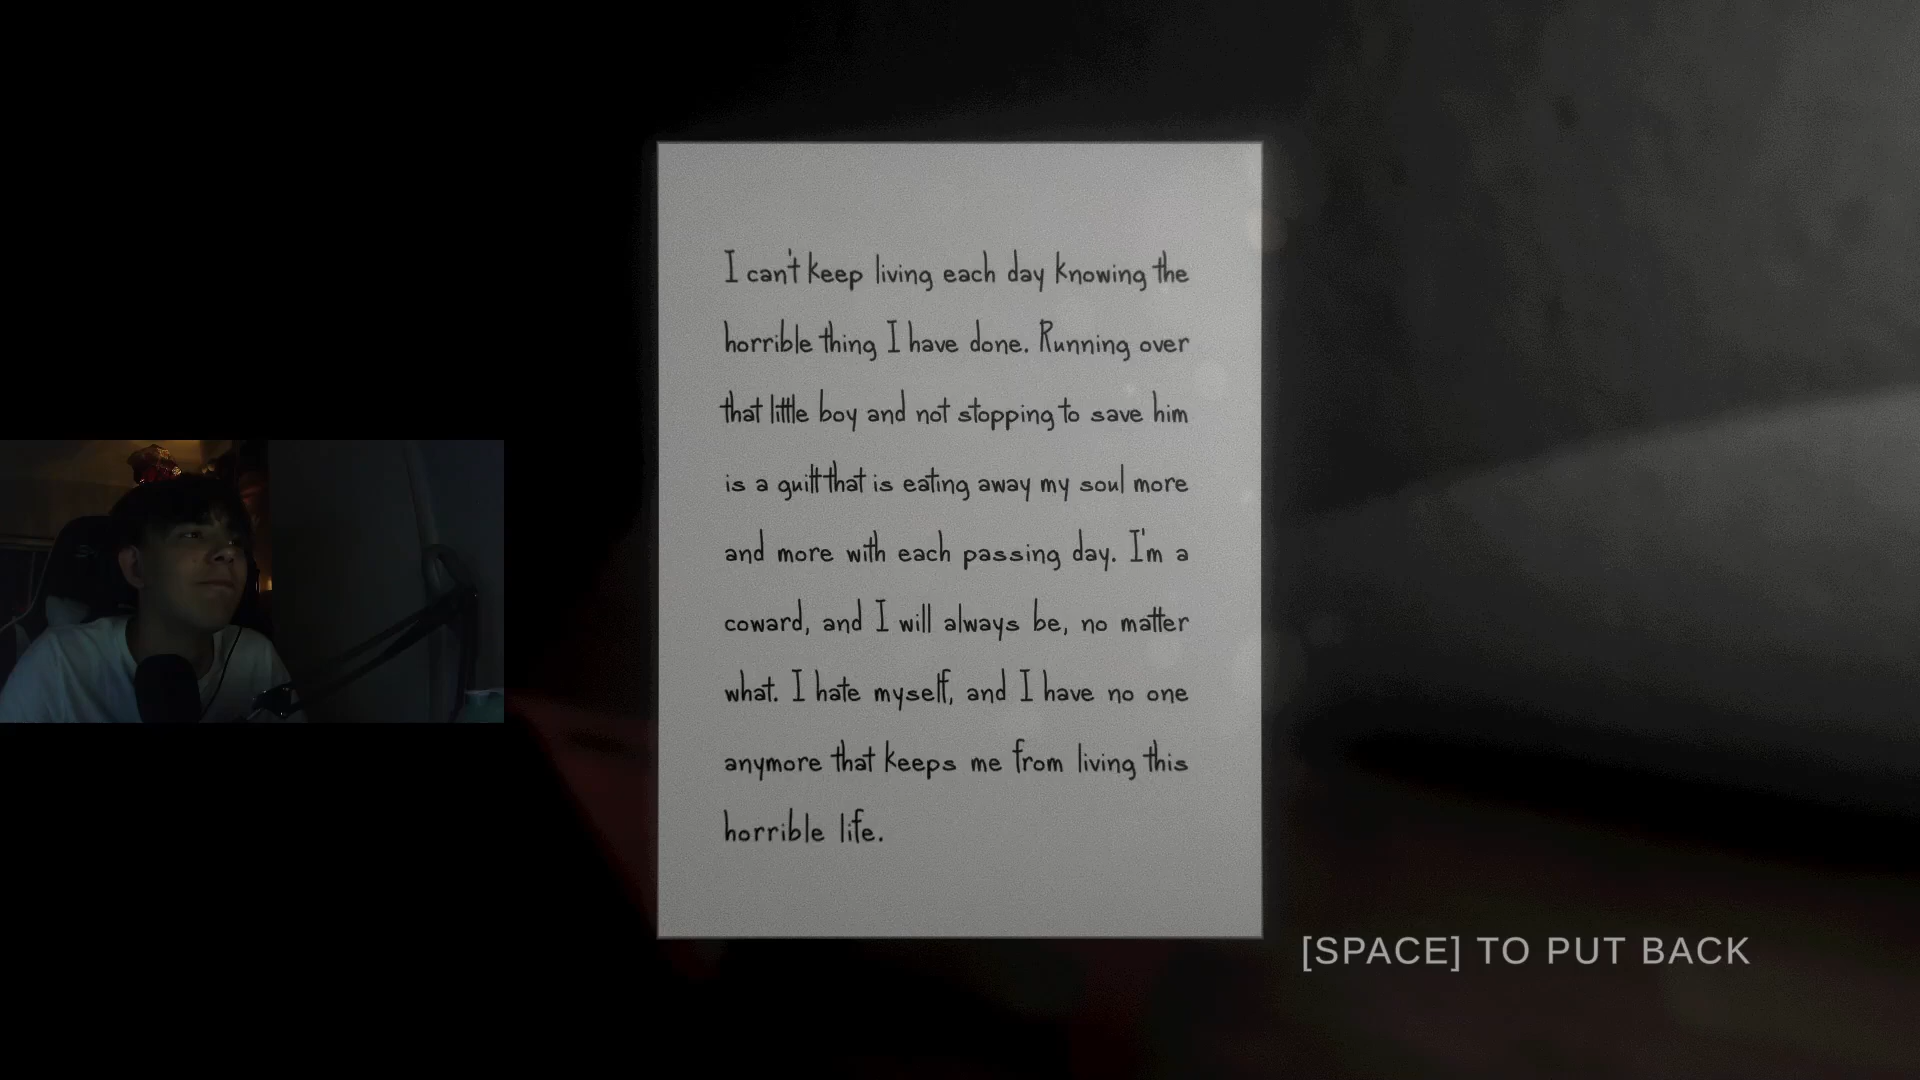 I can't keep living each day knowing the
horrible thing I have done. Running over
that little boy and not stopping to save him
is a guilt that is eating away my soul more
and more with each passing day. I'm a
coward, and I will always be, no matter
what. I hate myself, and I have no one
anymore that keeps me from living this
horrible life.
[SPACE] TO PUT BACK